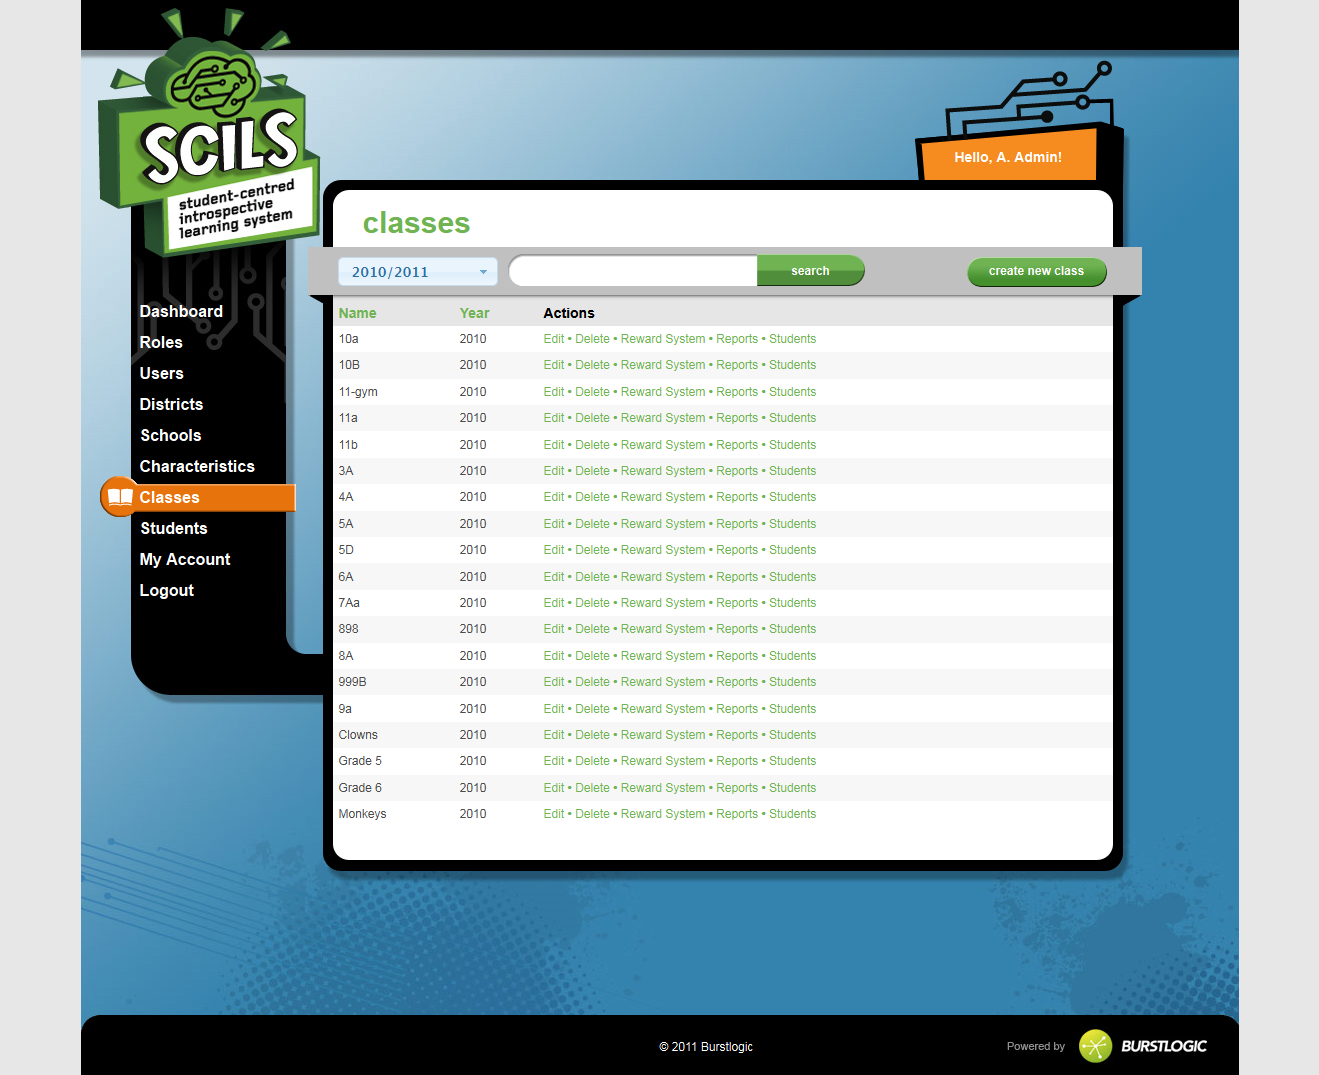 SCILS
student-centred
introspective
learning system
Hello, A. Admin!
classes
2010/2011
search
create new class
Dashboard
Roles
Users
Districts
Schools
Characteristics
Classes
Students
My Account
Logout
Name Year Actions
10a 2010 Edit • Delete • Reward System • Reports • Students
10B 2010 Edit • Delete • Reward System • Reports • Students
11-gym 2010 Edit • Delete • Reward System • Reports • Students
11a 2010 Edit • Delete • Reward System • Reports • Students
11b 2010 Edit • Delete • Reward System • Reports • Students
3A 2010 Edit • Delete • Reward System • Reports • Students
4A 2010 Edit • Delete • Reward System • Reports • Students
5A 2010 Edit • Delete • Reward System • Reports • Students
5D 2010 Edit • Delete • Reward System • Reports • Students
6A 2010 Edit • Delete • Reward System • Reports • Students
7Aa 2010 Edit • Delete • Reward System • Reports • Students
898 2010 Edit • Delete • Reward System • Reports • Students
8A 2010 Edit • Delete • Reward System • Reports • Students
999B 2010 Edit • Delete • Reward System • Reports • Students
9a 2010 Edit • Delete • Reward System • Reports • Students
Clowns 2010 Edit • Delete • Reward System • Reports • Students
Grade 5 2010 Edit • Delete • Reward System • Reports • Students
Grade 6 2010 Edit • Delete • Reward System • Reports • Students
Monkeys 2010 Edit • Delete • Reward System • Reports • Students
© 2011 Burstlogic
Powered by BURSTLOGIC